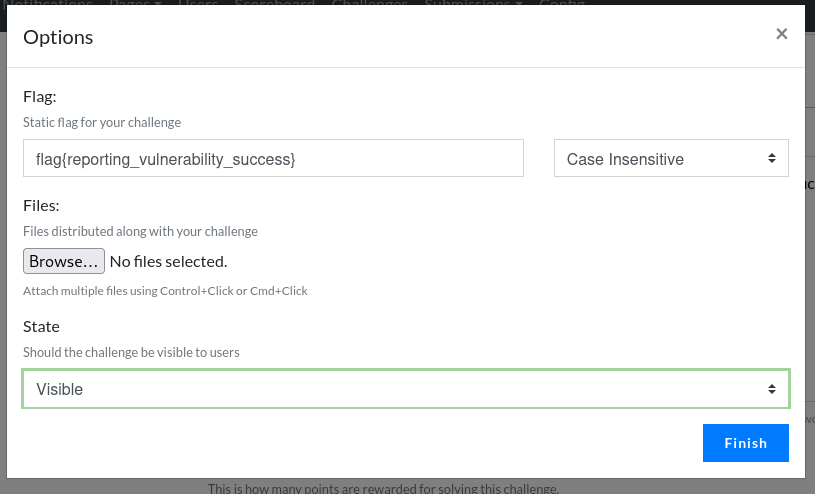 Notifications Pages Users Scoreboard Challenges Submissions Config
Options
×
Flag:
Static flag for your challenge
flag{reporting_vulnerability_success}
Case Insensitive
Files:
Files distributed along with your challenge
Browse... No files selected.
Attach multiple files using Control+Click or Cmd+Click
State
Should the challenge be visible to users
Visible
Finish
This is how many points are rewarded for solving this challenge.